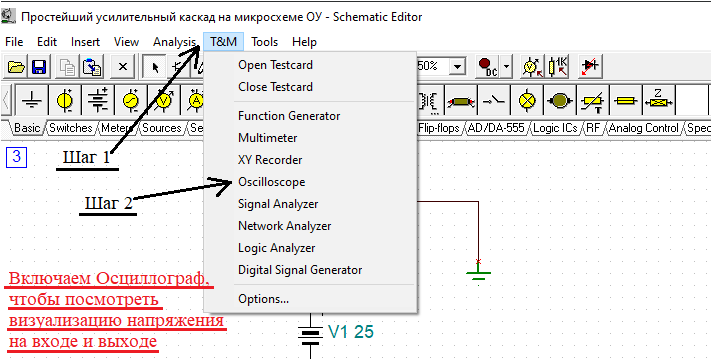 Простейший усилительный каскад на микросхеме ОУ - Schematic Editor
File Edit Insert View Analysis T&M Tools Help
Open Testcard
50%
DC
1K
Close Testcard
Function Generator
Z
Basic Switches Meters Sources Se
Flip-flops AD/DA-555 Logic ICs RF Analog Control Spec
Multimeter
3
Шаг 1
XY Recorder
Oscilloscope
Шаг 2
Signal Analyzer
Network Analyzer
Logic Analyzer
Digital Signal Generator
Options...
Включаем Осциллограф,
чтобы посмотреть
визуализацию напряжения
на входе и выходе
V1 25